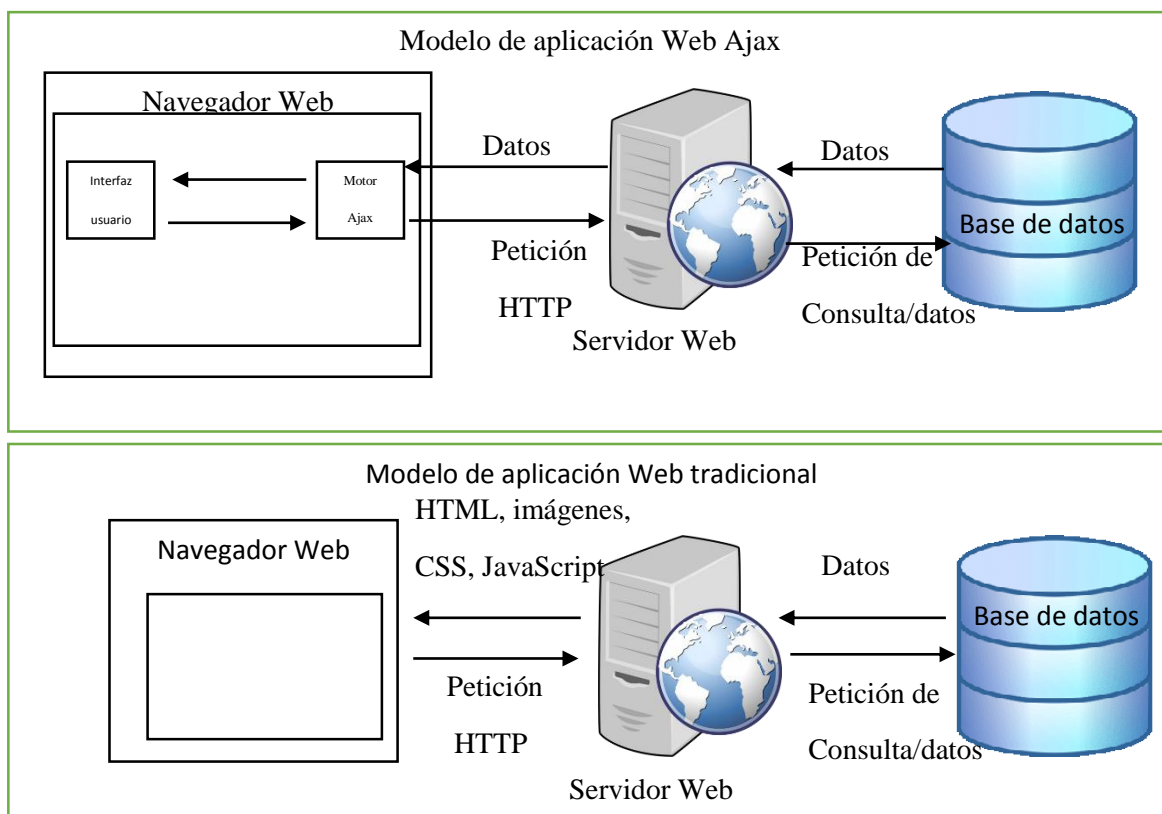 Modelo de aplicación Web Ajax
Navegador Web
Interfaz
usuario
Motor
Ajax
Datos
Petición
HTTP
Servidor Web
Datos
Petición de
Consulta/datos
Base de datos
Modelo de aplicación Web tradicional
Navegador Web
HTML, imágenes,
CSS, JavaScript
Petición
HTTP
Servidor Web
Datos
Petición de
Consulta/datos
Base de datos